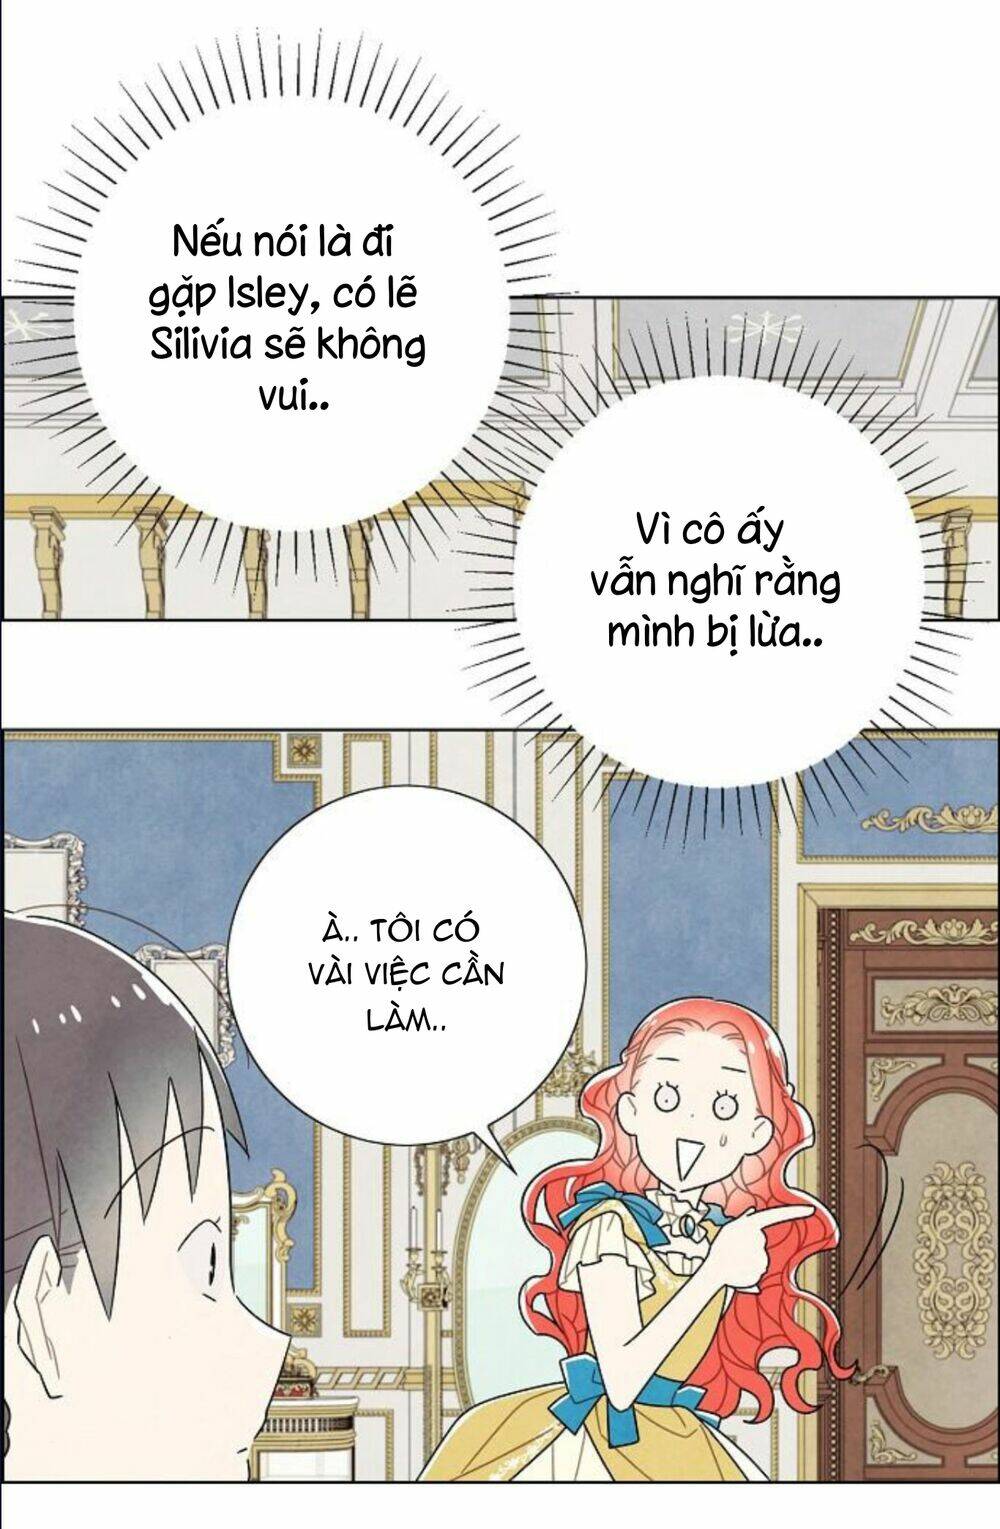 Nếu nói là đi
gặp Isley, có lẽ
Silivia sẽ không
vui..
Vì cô ấy
vẫn nghĩ rằng
mình bị lừa..
À.. TÔI CÓ
VÀI VIỆC CẦN
LÀM..